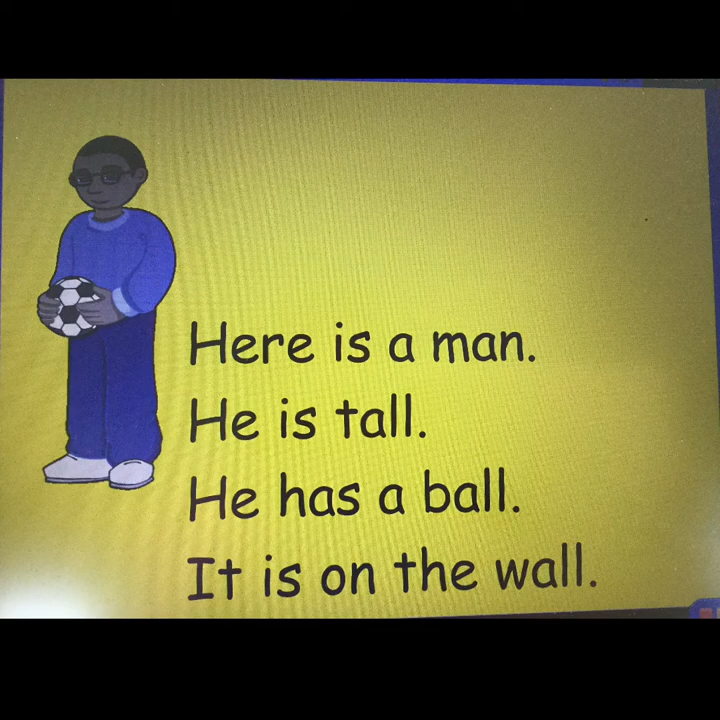 Here is a man.
He is tall.
He has a ball.
It is on the wall.